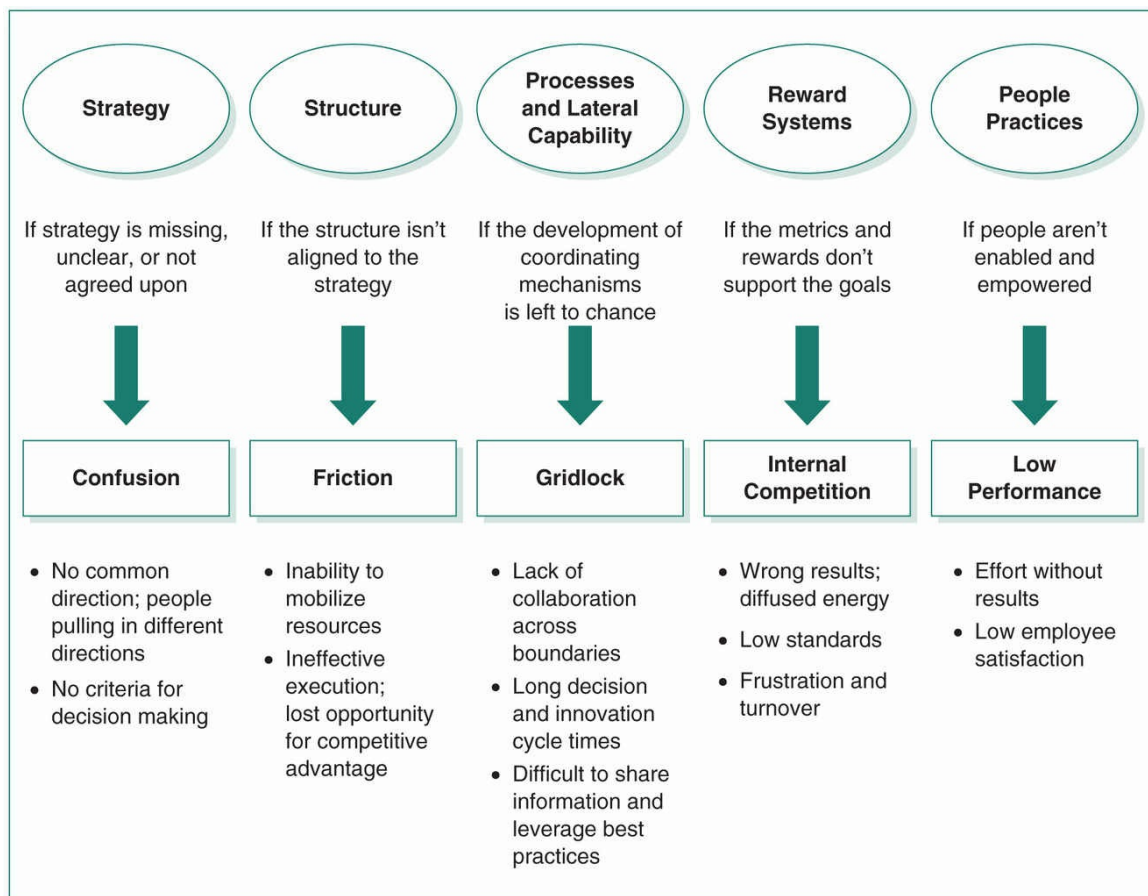 Strategy
If strategy is missing,
unclear, or not
agreed upon
Confusion
• No common
direction; people
pulling in different
directions
• No criteria for
decision making
Structure
If the structure isn't
aligned to the
strategy
Friction
• Inability to
mobilize
resources
• Ineffective
execution;
lost opportunity
for competitive
advantage
Processes
and Lateral
Capability
If the development of
coordinating
mechanisms
is left to chance
Gridlock
• Lack of
collaboration
across
boundaries
• Long decision
and innovation
cycle times
• Difficult to share
information and
leverage best
practices
Reward
Systems
If the metrics and
rewards don't
support the goals
Internal
Competition
• Wrong results;
diffused energy
• Low standards
• Frustration and
turnover
People
Practices
If people aren't
enabled and
empowered
Low
Performance
• Effort without
results
• Low employee
satisfaction